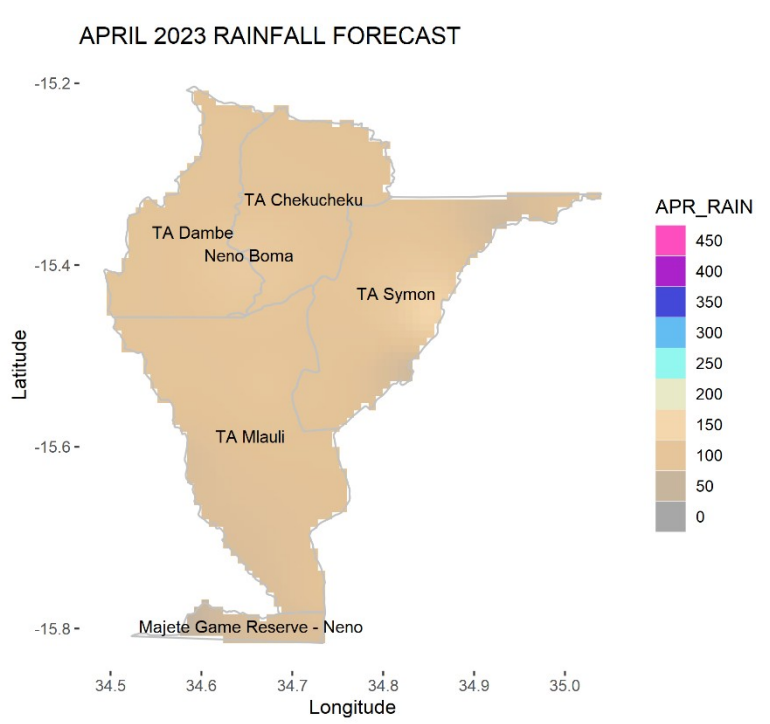 APRIL 2023 RAINFALL FORECAST
-15.2
-15.4
-15.6
-15.8
Latitude
TA Chekucheku
TA Dambe
Neno Boma
TA Symon
TA Mlauli
Majete Game Reserve - Neno
34.5 34.6 34.7 34.8 34.9 35.0
Longitude
APR_RAIN
450
400
350
300
250
200
150
100
50
0